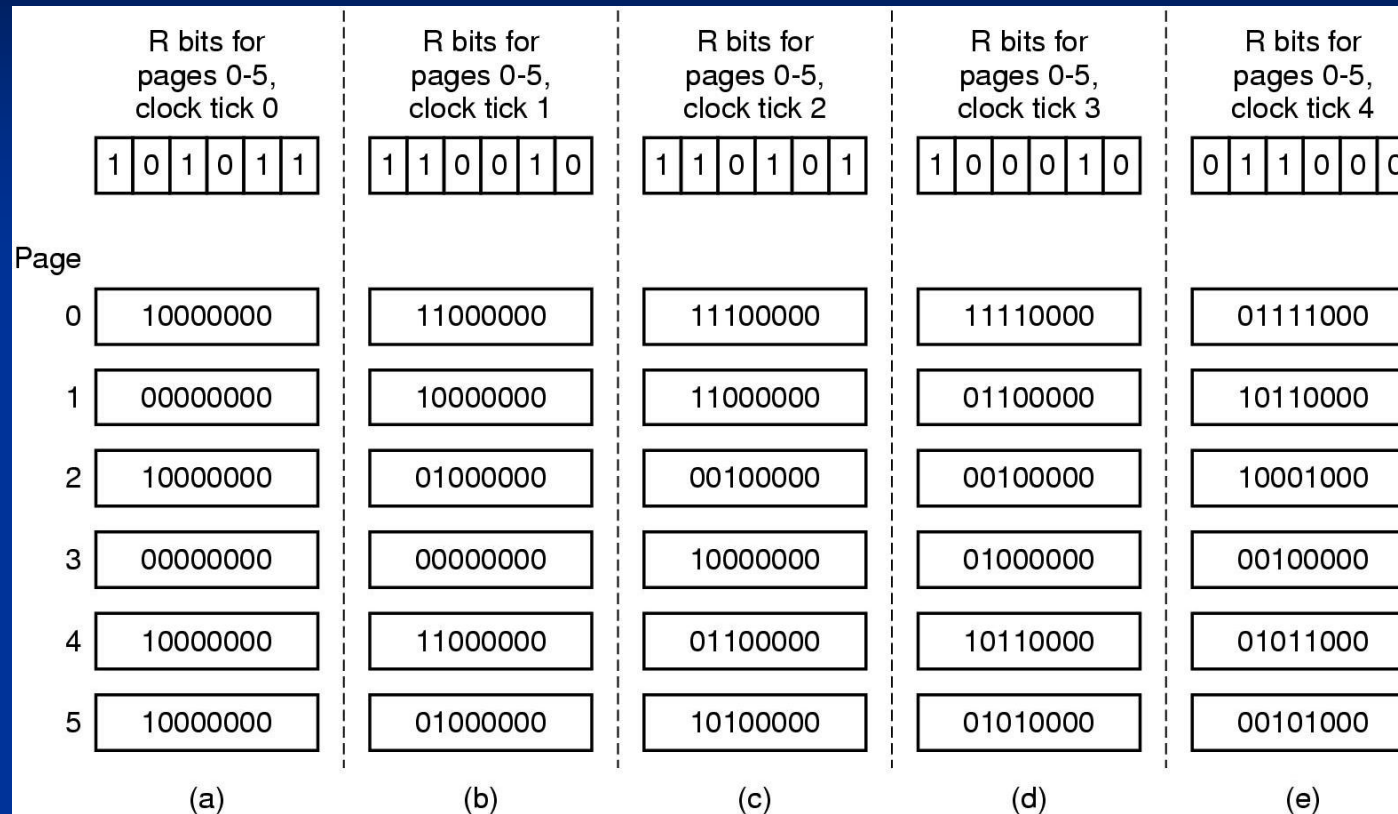 R bits for
pages 0-5,
clock tick 0
R bits for
pages 0-5,
clock tick 1
R bits for
pages 0-5,
clock tick 2
R bits for
pages 0-5,
clock tick 3
R bits for
pages 0-5,
clock tick 4
1 0 1 0 1 1
1 1 0 0 1 0
1 1 0 1 0 1
1 0 0 0 1 0
0 1 1 0 0 0
Page
0 10000000 11000000 11100000 11110000 01111000
1 00000000 10000000 11000000 01100000 10110000
2 10000000 01000000 00100000 00100000 10001000
3 00000000 00000000 10000000 01000000 00100000
4 10000000 11000000 01100000 10110000 01011000
5 10000000 01000000 10100000 01010000 00101000
(a) (b) (c) (d) (e)